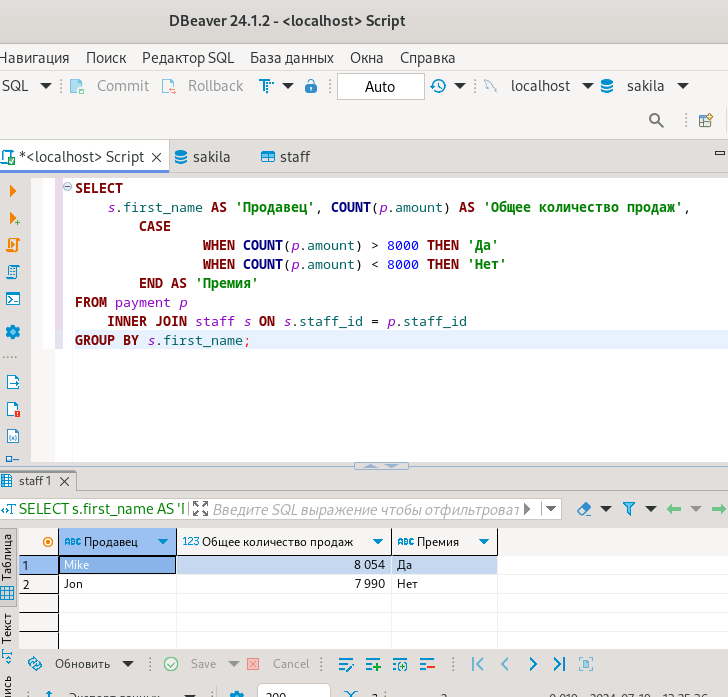 DBeaver 24.1.2 - <localhost> Script
Навигация Поиск Редактор SQL База данных Окна Справка
SQL Commit Rollback Auto localhost sakila
*<localhost> Script sakila staff
SELECT
s.first_name AS 'Продавец', COUNT(p.amount) AS 'Общее количество продаж',
CASE
WHEN COUNT(p.amount) > 8000 THEN 'Да'
WHEN COUNT(p.amount) < 8000 THEN 'Нет'
END AS 'Премия'
FROM payment p
INNER JOIN staff s ON s.staff_id = p.staff_id
GROUP BY s.first_name;
staff 1
SELECT s.first_name AS 'I Введите SQL выражение чтобы отфильтроват
Таблица
ABC Продавец 123 Общее количество продаж ABC Премия
1 Mike 8 054 Да
2 Jon 7 990 Нет
Текст
Обновить Save Cancel
200